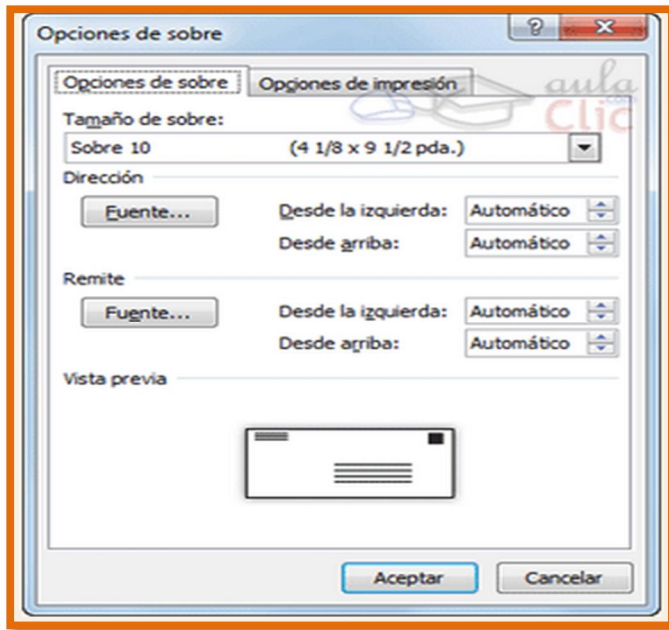 Opciones de sobre
Opciones de sobre Opciones de impresión
aula
Clic
.com
Tamaño de sobre:
Sobre 10 (4 1/8 x 9 1/2 pda.)
Dirección
Fuente... Desde la izquierda: Automático
Desde arriba: Automático
Remite
Fuente... Desde la izquierda: Automático
Desde arriba: Automático
Vista previa
Aceptar Cancelar